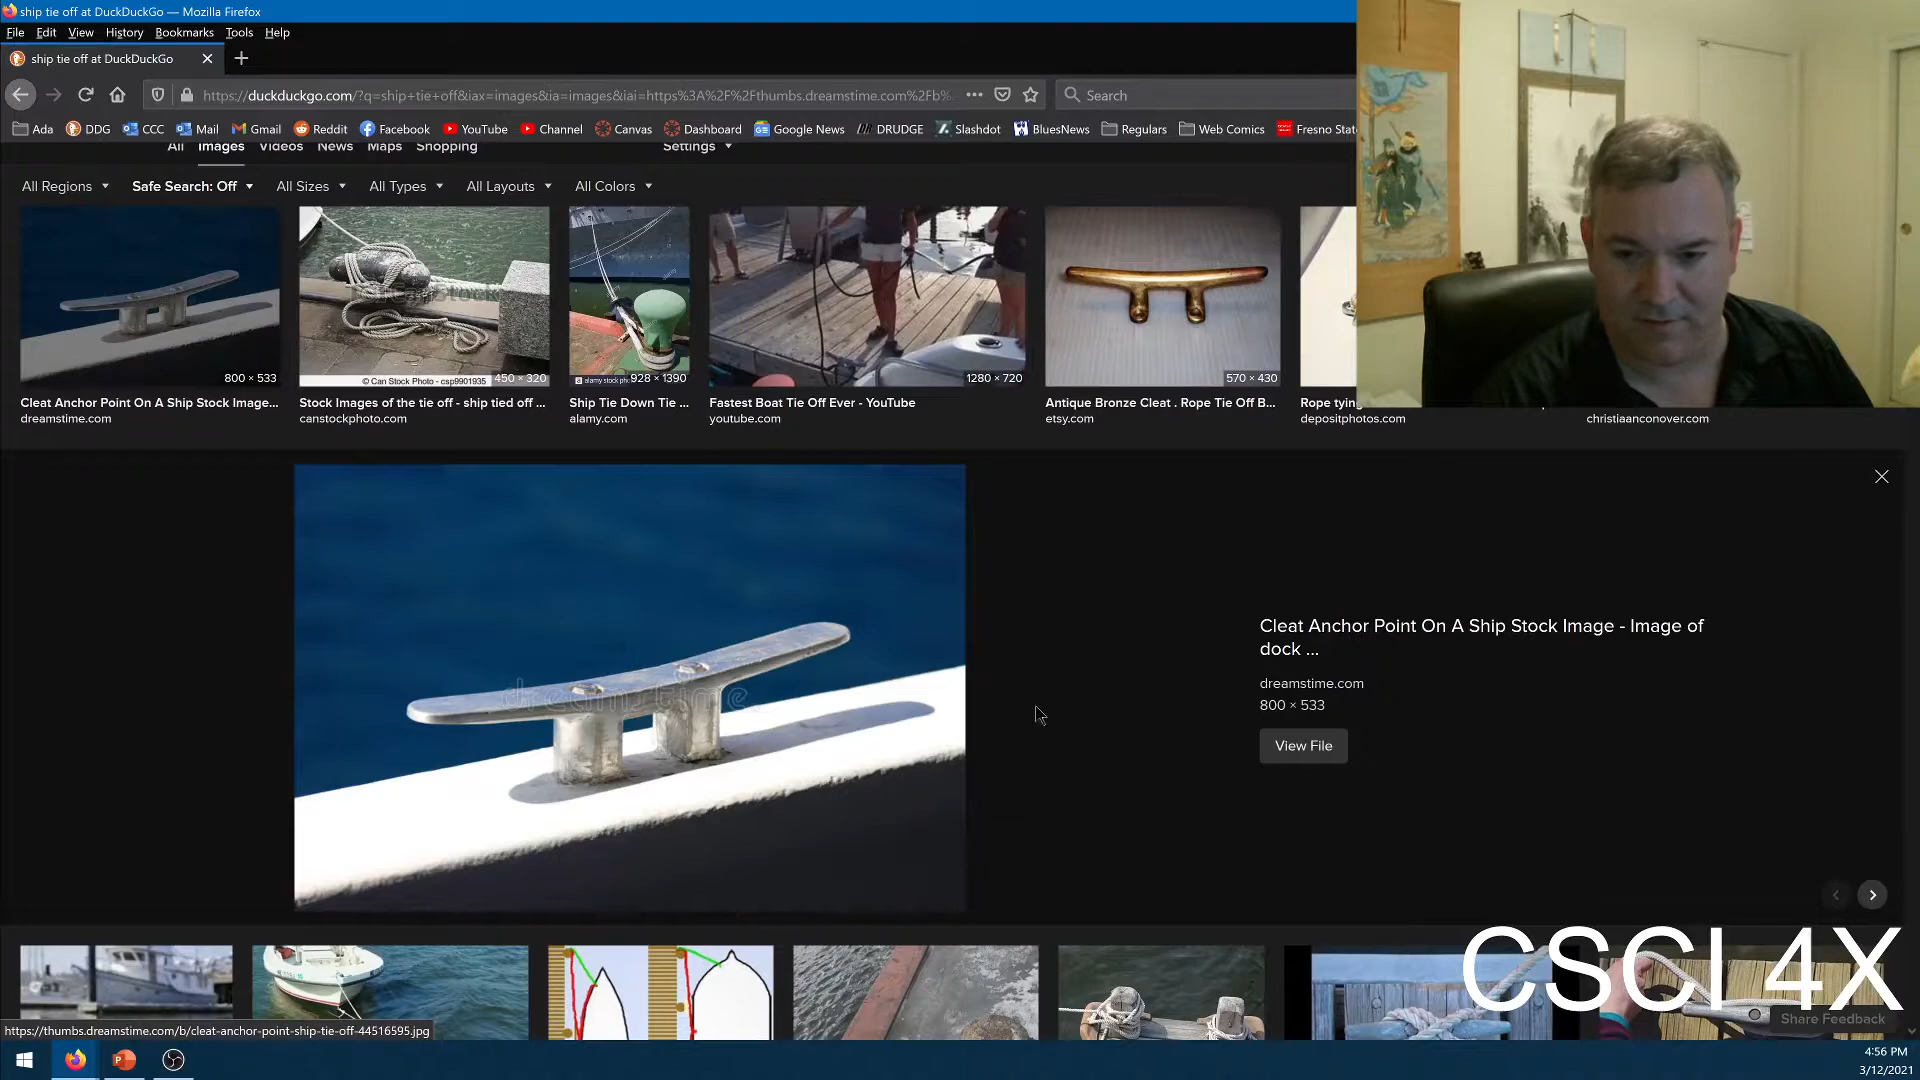 ship tie off at DuckDuckGo — Mozilla Firefox
File Edit View History Bookmarks Tools Help
ship tie off at DuckDuckGo
https://duckduckgo.com/?q=ship+tie+off&iax=images&ia=images&iai=https%3A%2F%2Fthumbs.dreamstime.com%2Fb%
Search
Ada DDG CCC Mail Gmail Reddit Facebook YouTube Channel Canvas Dashboard Google News DRUDGE Slashdot BluesNews Regulars Web Comics Fresno Stat
All Images Videos News Maps Shopping Settings
All Regions Safe Search: Off All Sizes All Types All Layouts All Colors
800 × 533
© Can Stock Photo - csp9901935 450 × 320
alamy stock pho 928 × 1390
1280 × 720
570 × 430
Cleat Anchor Point On A Ship Stock Image... Stock Images of the tie off - ship tied off ... Ship Tie Down Tie ... Fastest Boat Tie Off Ever - YouTube Antique Bronze Cleat . Rope Tie Off B... Rope tying
dreamstime.com canstockphoto.com alamy.com youtube.com etsy.com depositphotos.com christiaanconover.com
dreamstime
Cleat Anchor Point On A Ship Stock Image - Image of
dock ...
dreamstime.com
800 × 533
View File
CSCI 4X
Share Feedback
https://thumbs.dreamstime.com/b/cleat-anchor-point-ship-tie-off-44516595.jpg
4:56 PM
3/12/2021